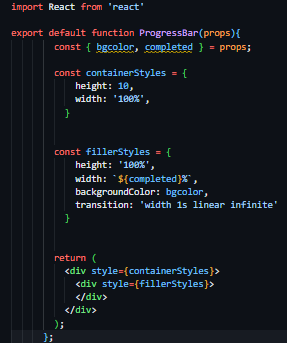 import React from 'react'
export default function ProgressBar(props){
const { bgcolor, completed } = props;
const containerStyles = {
height: 10,
width: '100%',
}
const fillerStyles = {
height: '100%',
width: `${completed}%`,
backgroundColor: bgcolor,
transition: 'width 1s linear infinite'
}
return (
<div style={containerStyles}>
<div style={fillerStyles}>
</div>
</div>
);
};